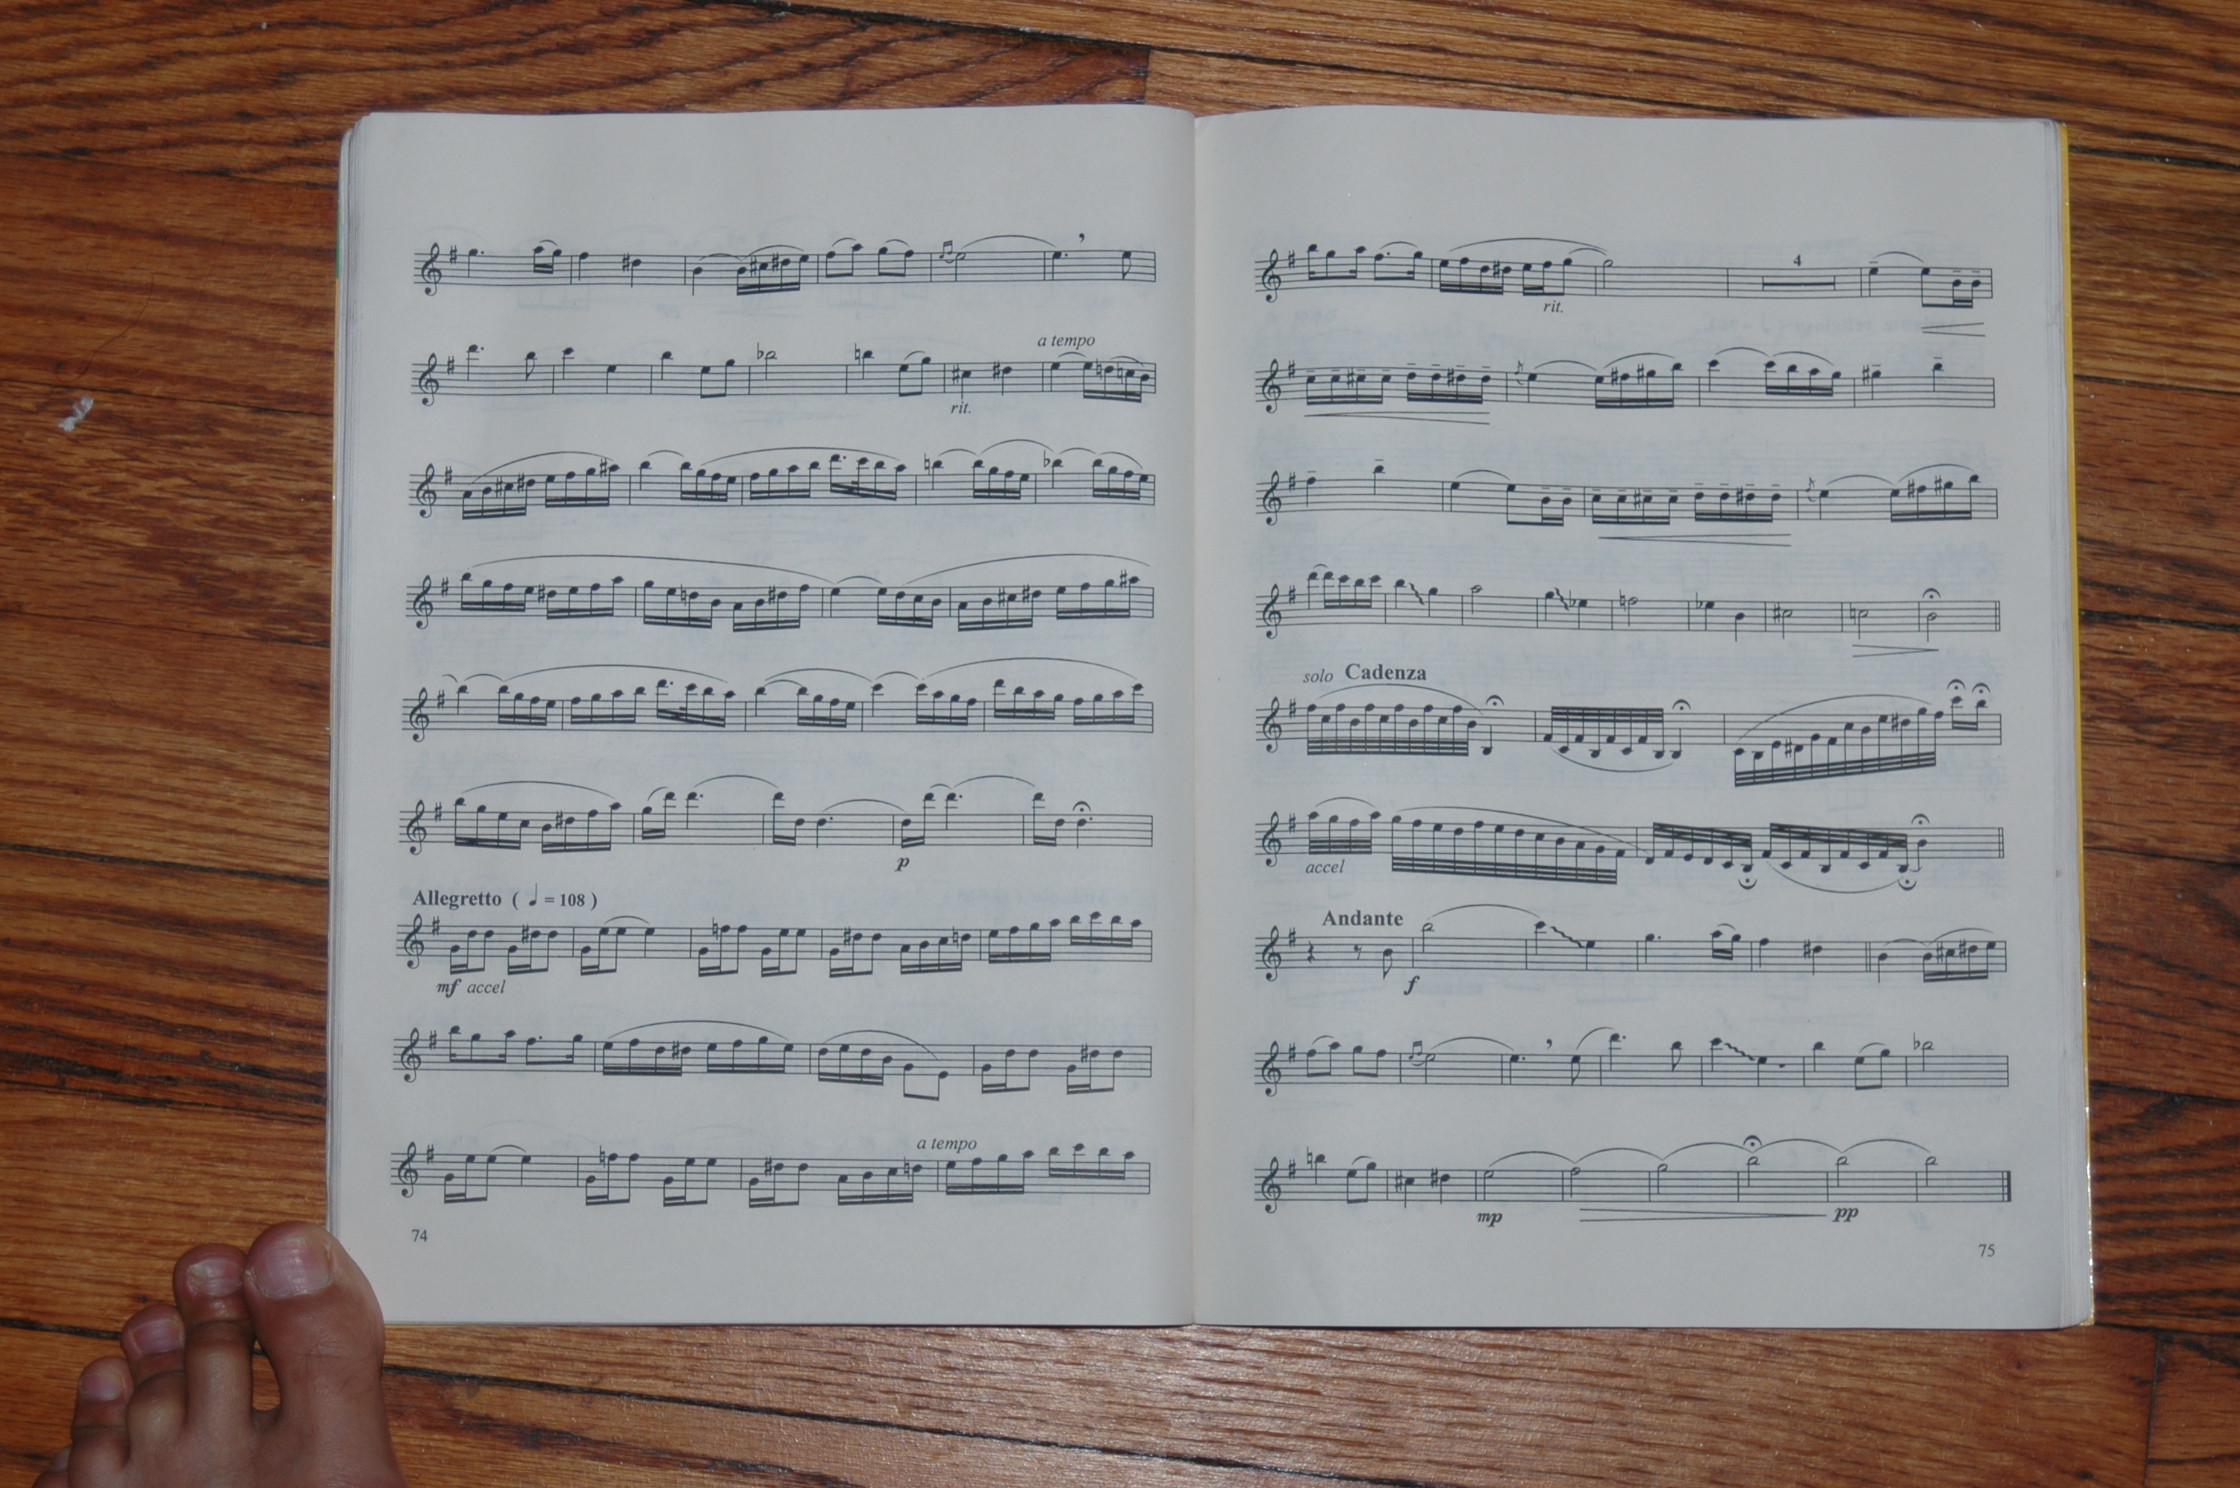 a tempo
rit.
p
Allegretto ( ♩ = 108 )
mf accel
a tempo
74
4
rit.
solo Cadenza
accel
Andante
f
mp pp
75